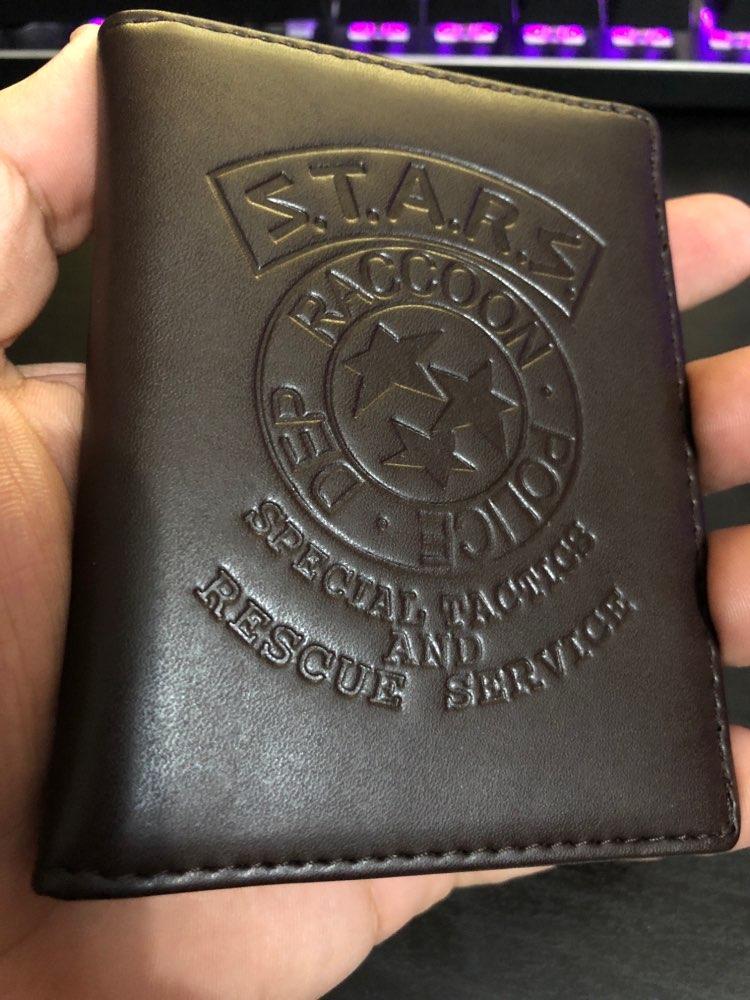 S.T.A.R.S.
RACCOON · POLICE · DEP
SPECIAL TACTICS
AND
RESCUE SERVICE